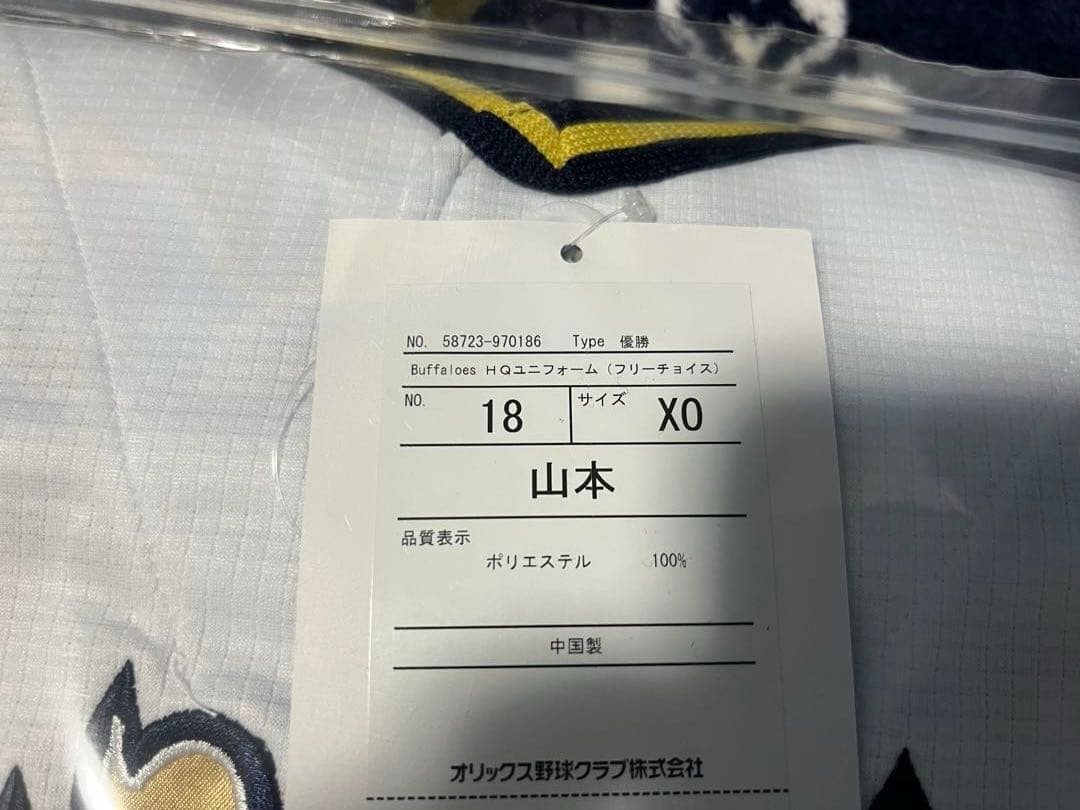 NO. 58723-970186 Type 優勝
Buffaloes HQユニフォーム(フリーチョイス)
NO. 18 サイズ XO
山本
品質表示
ポリエステル 100%
中国製
オリックス野球クラブ株式会社